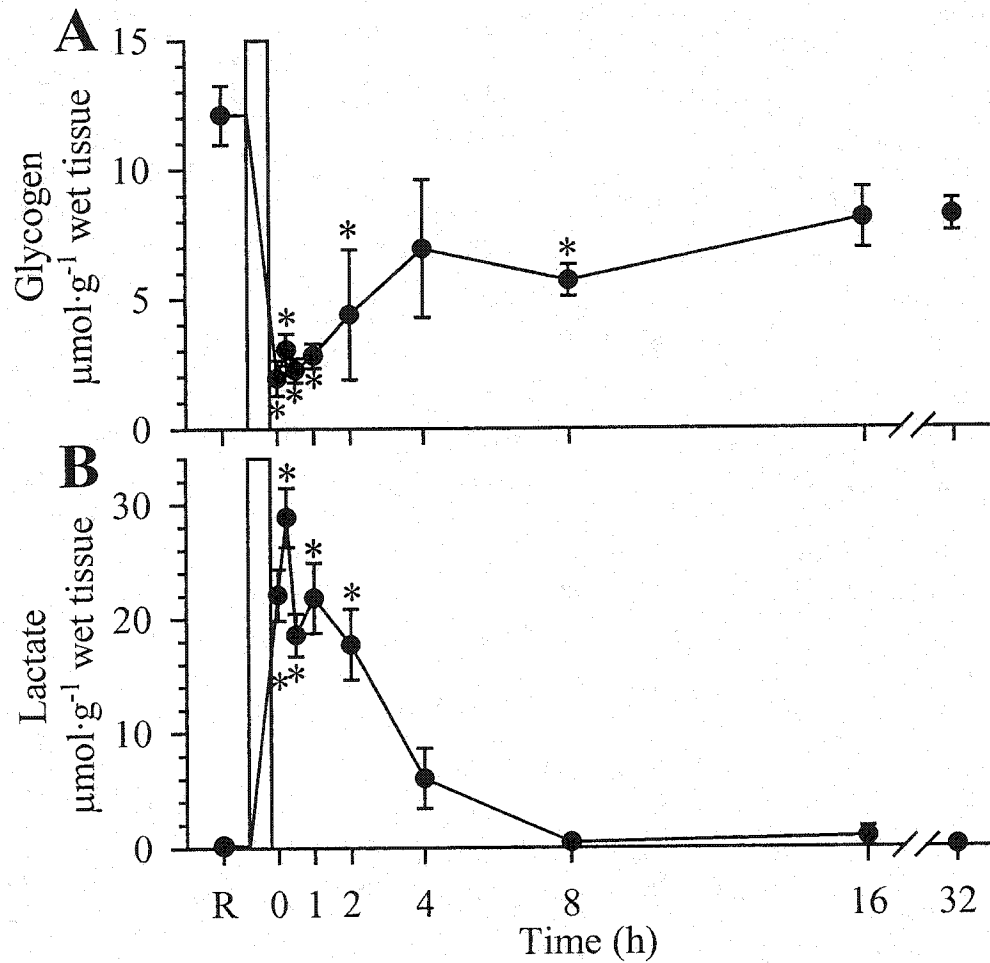 A
15
10
5
0
Glycogen
µmol·g⁻¹ wet tissue
*
*
*
*
*
*
B
30
20
10
0
Lactate
µmol·g⁻¹ wet tissue
*
*
*
*
*
R 0 1 2 4 8 16 32
Time (h)